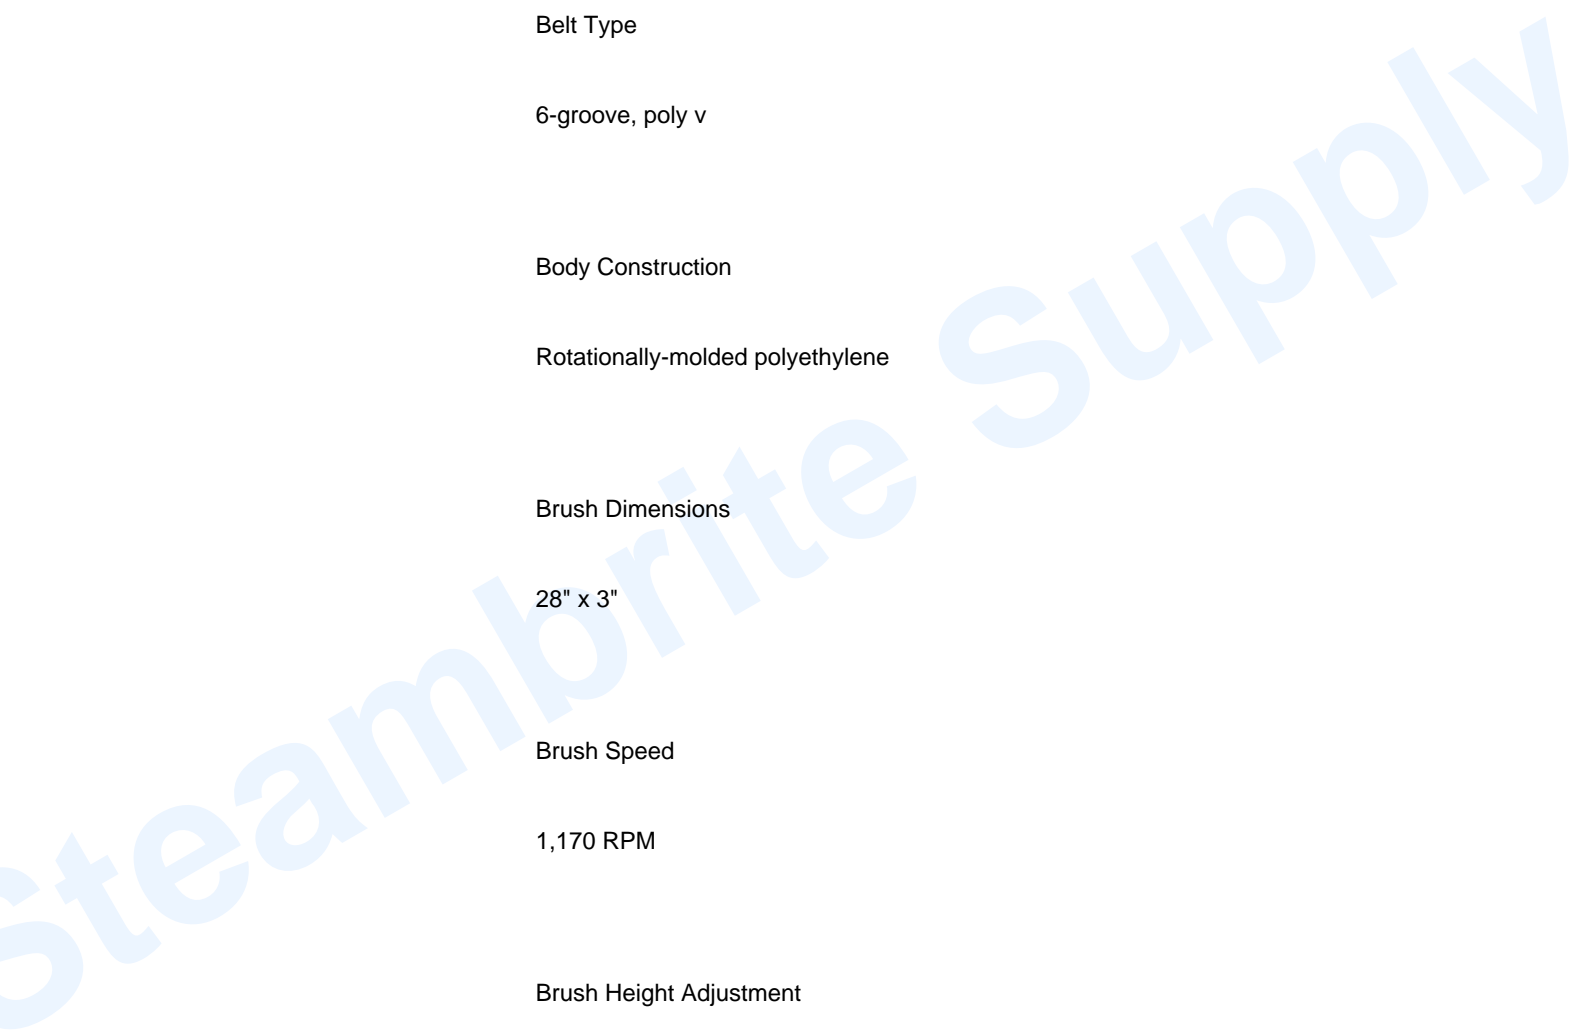 Belt Type
6-groove, poly v
Body Construction
Rotationally-molded polyethylene
Brush Dimensions
28" x 3"
Brush Speed
1,170 RPM
Brush Height Adjustment
Steambrite Supply